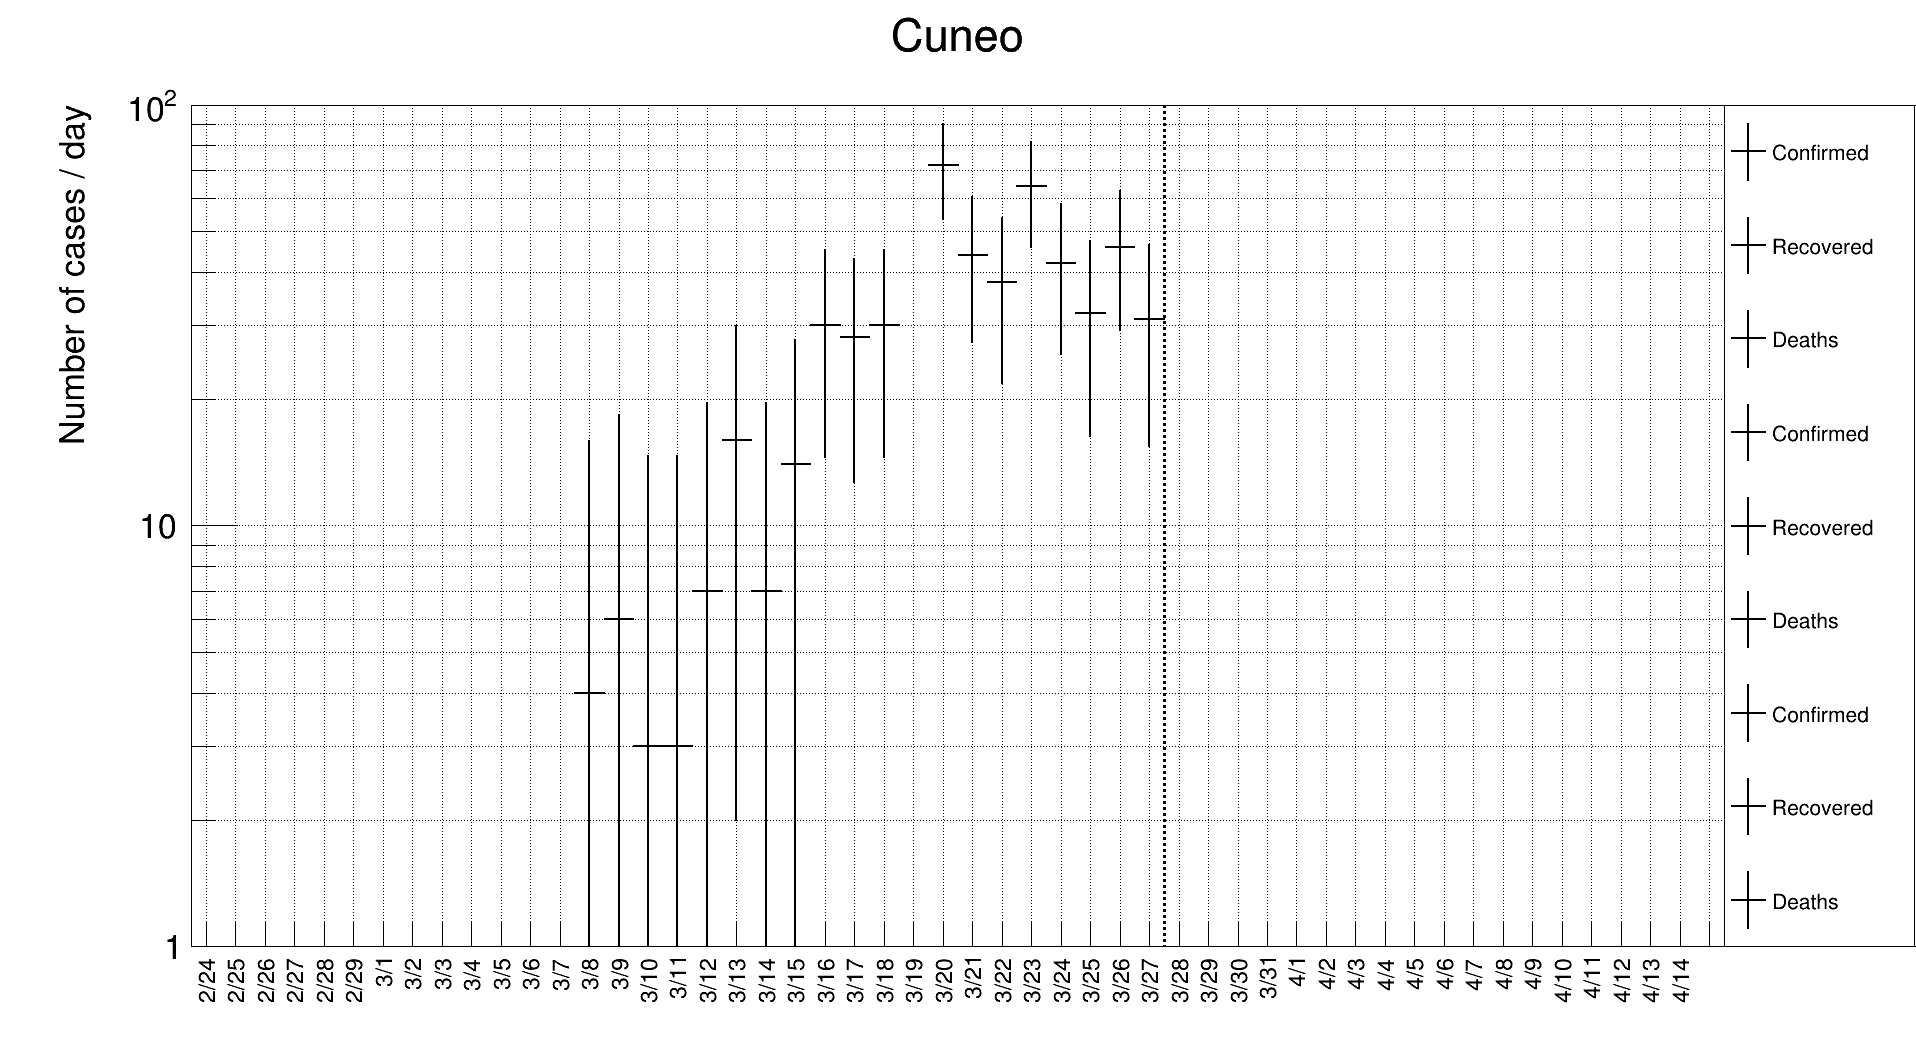 Cuneo
Number of cases / day
10²
10
1
2/24 2/25 2/26 2/27 2/28 2/29 3/1 3/2 3/3 3/4 3/5 3/6 3/7 3/8 3/9 3/10 3/11 3/12 3/13 3/14 3/15 3/16 3/17 3/18 3/19 3/20 3/21 3/22 3/23 3/24 3/25 3/26 3/27 3/28 3/29 3/30 3/31 4/1 4/2 4/3 4/4 4/5 4/6 4/7 4/8 4/9 4/10 4/11 4/12 4/13 4/14
Confirmed
Recovered
Deaths
Confirmed
Recovered
Deaths
Confirmed
Recovered
Deaths